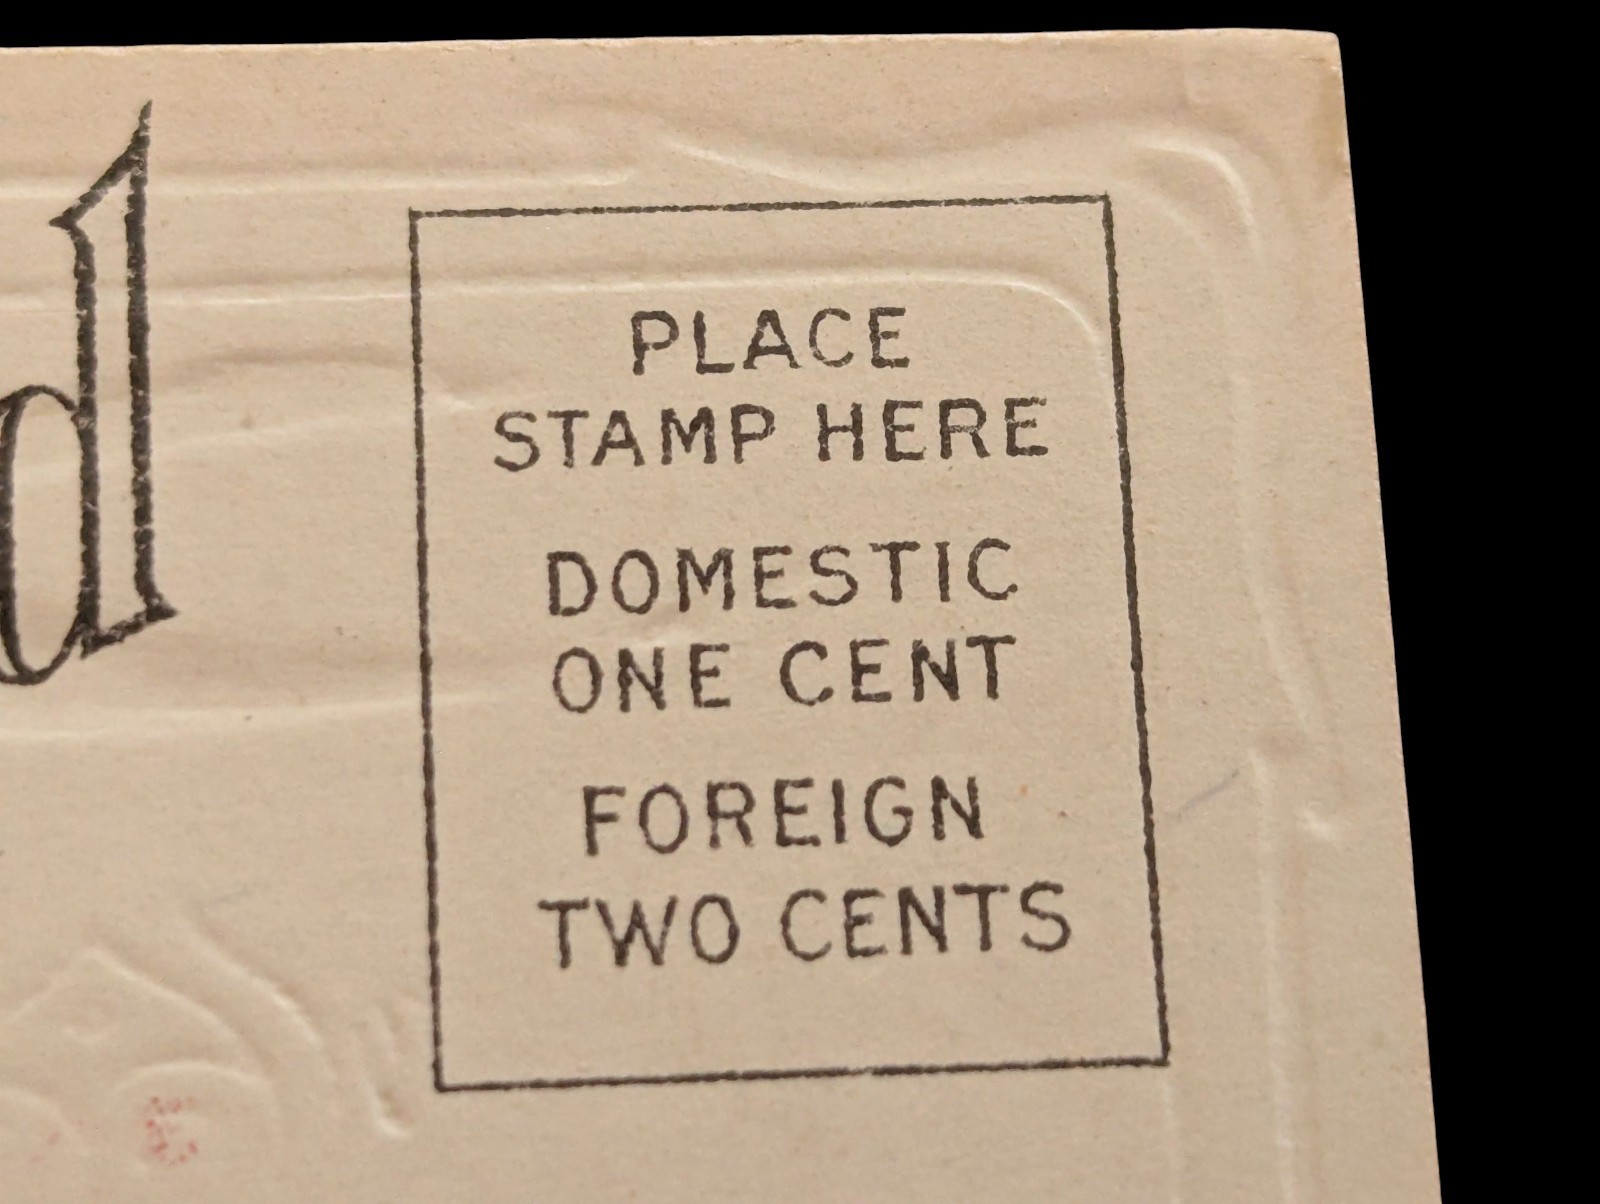 d
PLACE
STAMP HERE
DOMESTIC
ONE CENT
FOREIGN
TWO CENTS